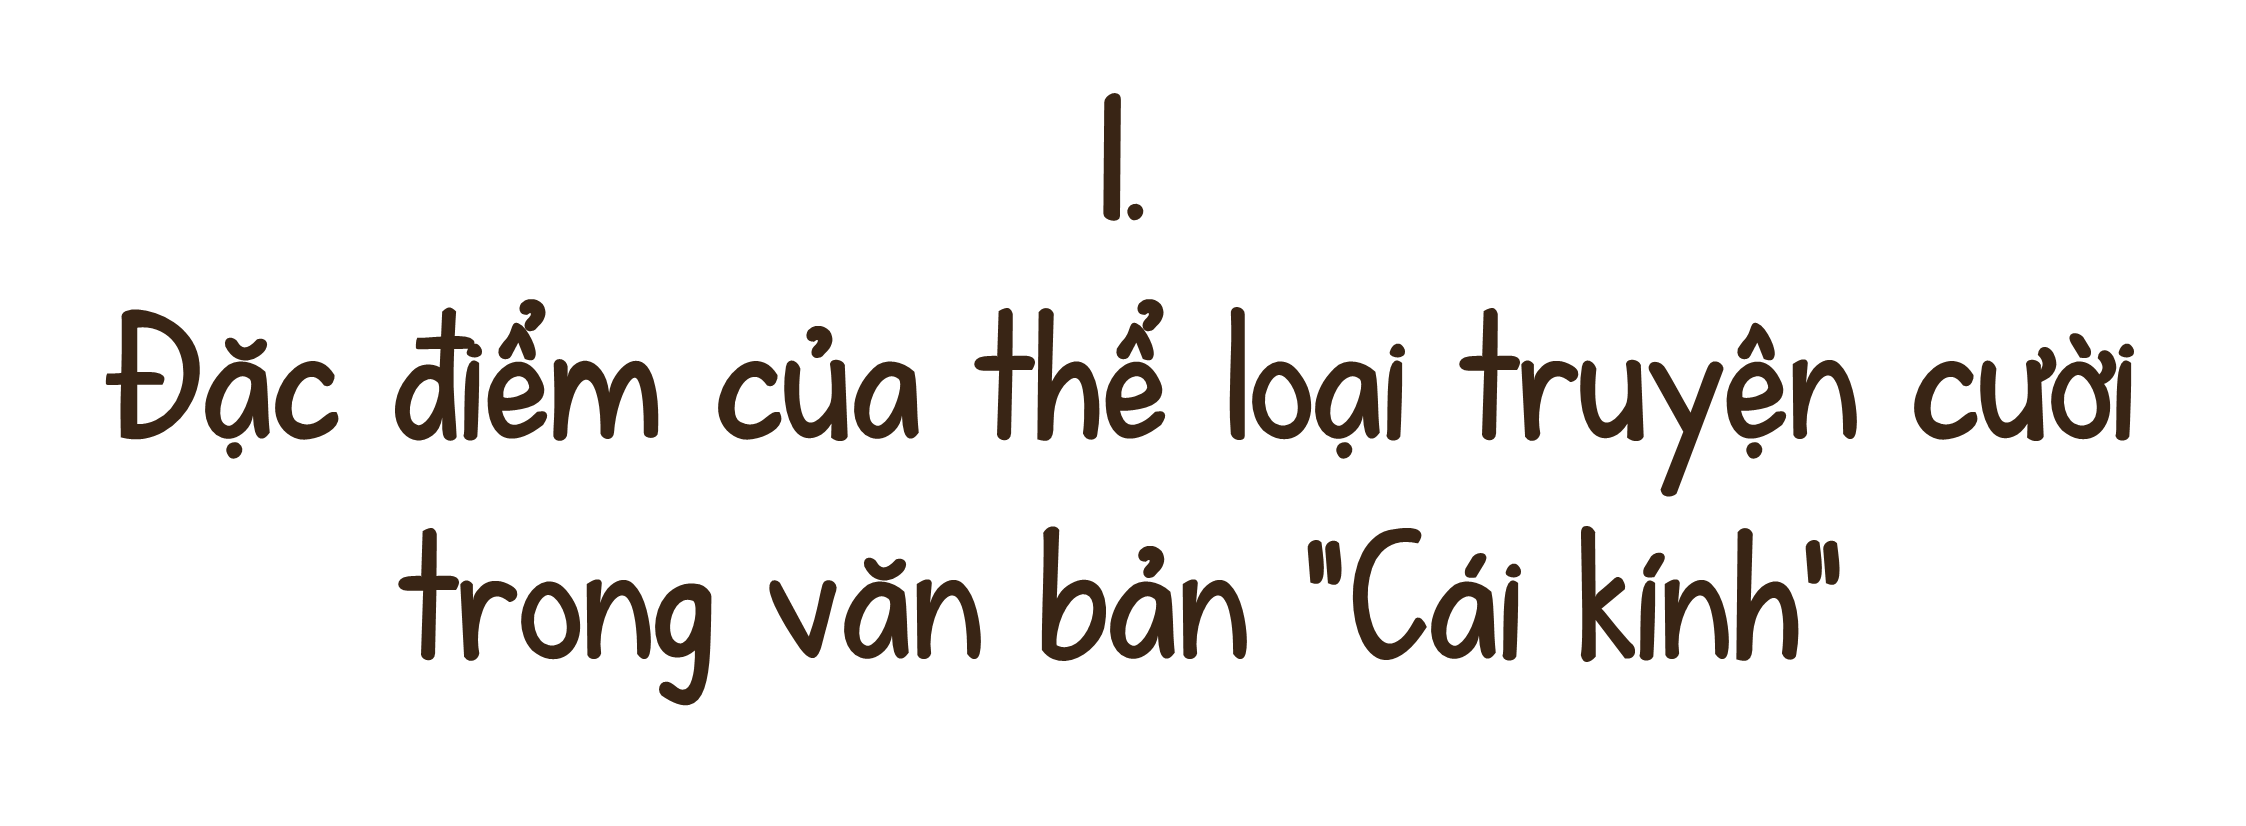 I.
Đặc điểm của thể loại truyện cười
trong văn bản "Cái kính"